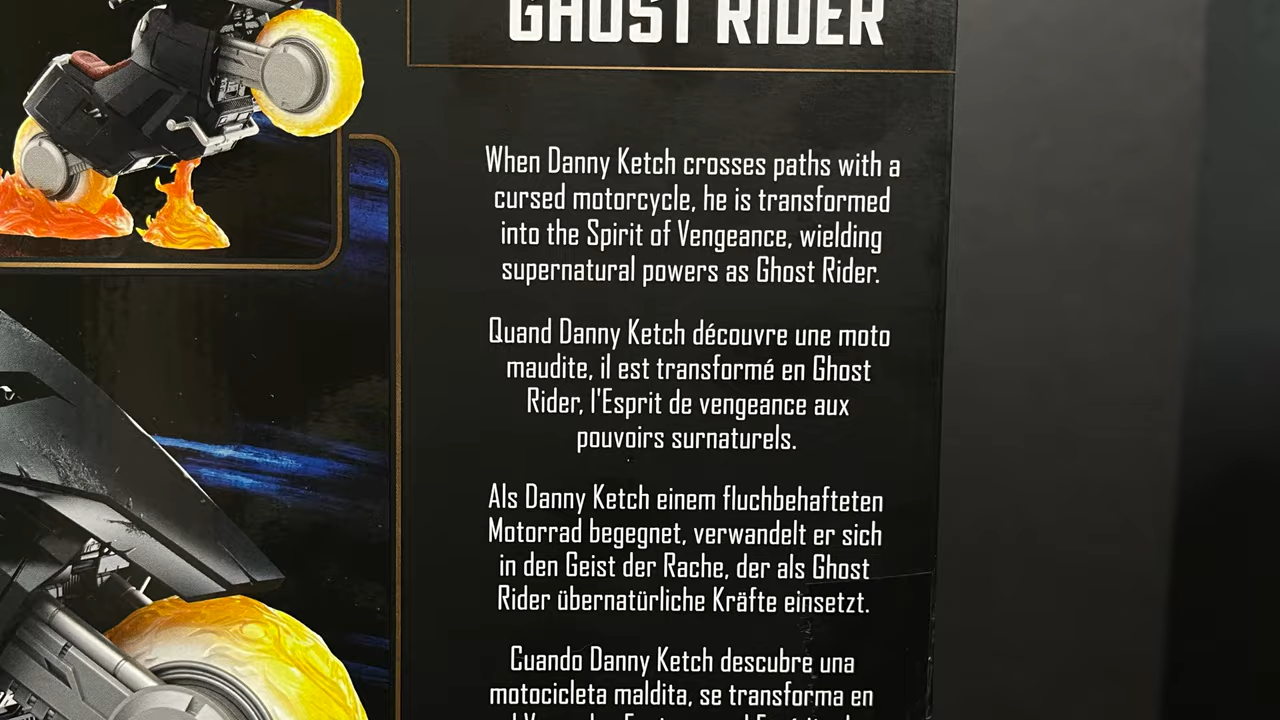 GHOST RIDER
When Danny Ketch crosses paths with a
cursed motorcycle, he is transformed
into the Spirit of Vengeance, wielding
supernatural powers as Ghost Rider.
Quand Danny Ketch découvre une moto
maudite, il est transformé en Ghost
Rider, l'Esprit de vengeance aux
pouvoirs surnaturels.
Als Danny Ketch einem fluchbehafteten
Motorrad begegnet, verwandelt er sich
in den Geist der Rache, der als Ghost
Rider übernatürliche Kräfte einsetzt.
Cuando Danny Ketch descubre una
motocicleta maldita, se transforma en